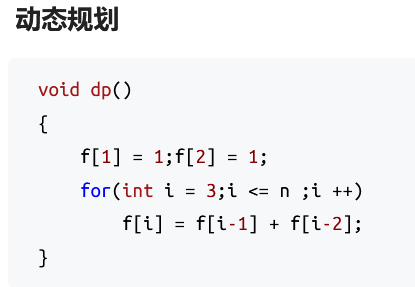 动态规划
void dp()
{
    f[1] = 1;f[2] = 1;
    for(int i = 3;i <= n ;i ++)
        f[i] = f[i-1] + f[i-2];
}